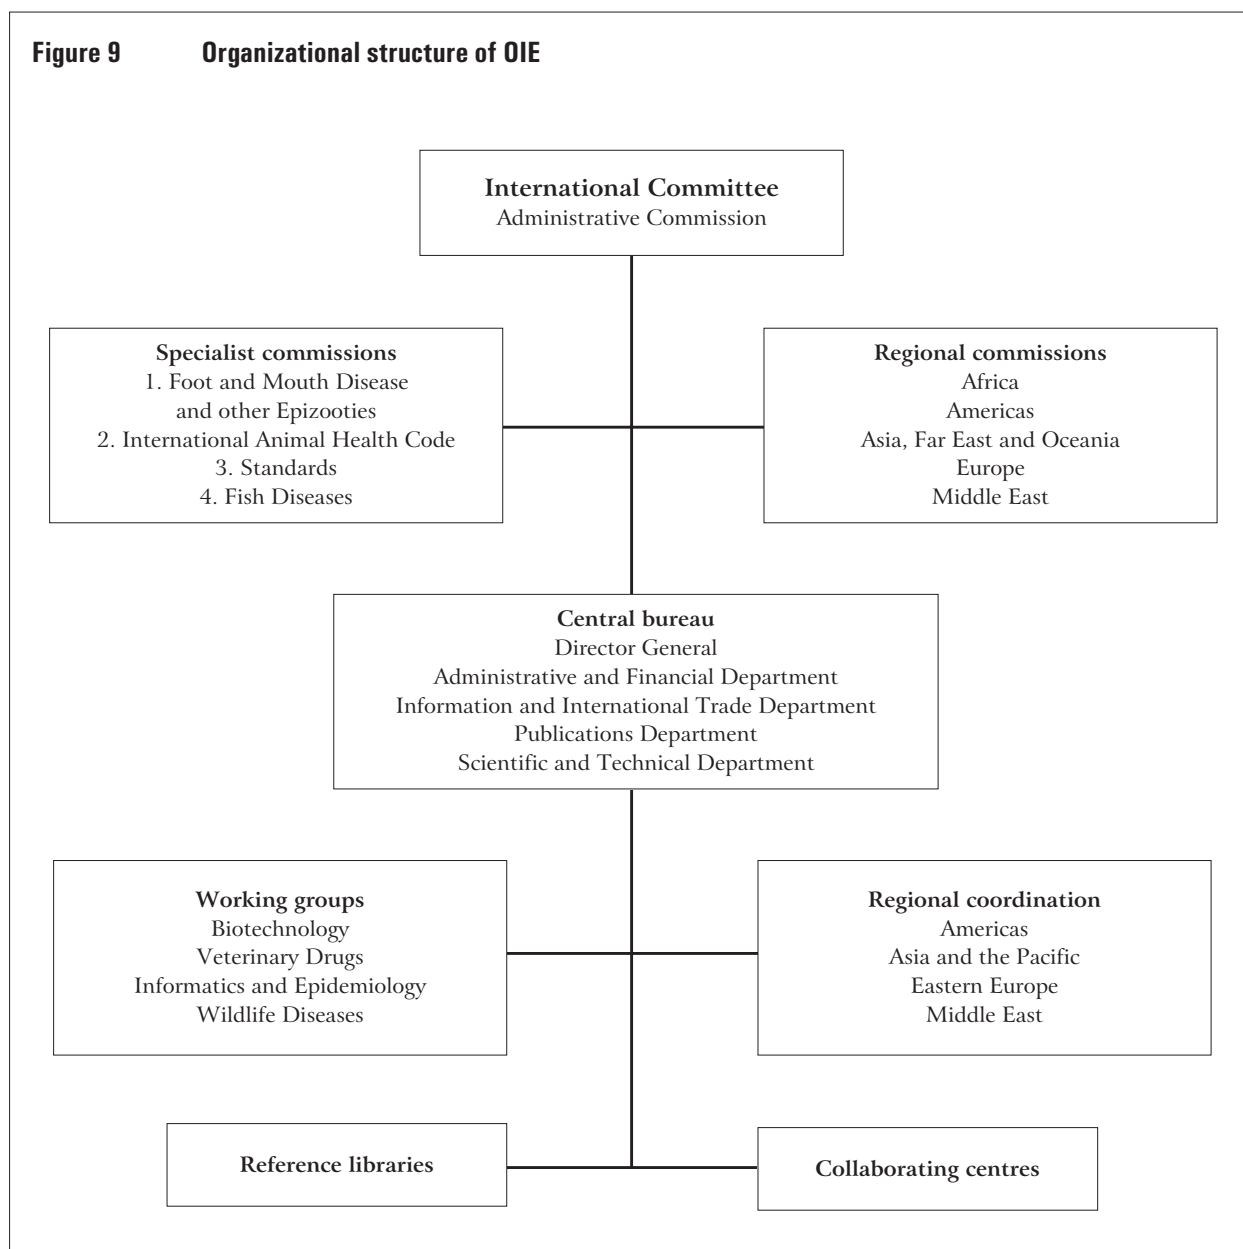 Figure 9 Organizational structure of OIE
International Committee
Administrative Commission
Specialist commissions
1. Foot and Mouth Disease
and other Epizooties
2. International Animal Health Code
3. Standards
4. Fish Diseases
Regional commissions
Africa
Americas
Asia, Far East and Oceania
Europe
Middle East
Central bureau
Director General
Administrative and Financial Department
Information and International Trade Department
Publications Department
Scientific and Technical Department
Working groups
Biotechnology
Veterinary Drugs
Informatics and Epidemiology
Wildlife Diseases
Regional coordination
Americas
Asia and the Pacific
Eastern Europe
Middle East
Reference libraries
Collaborating centres